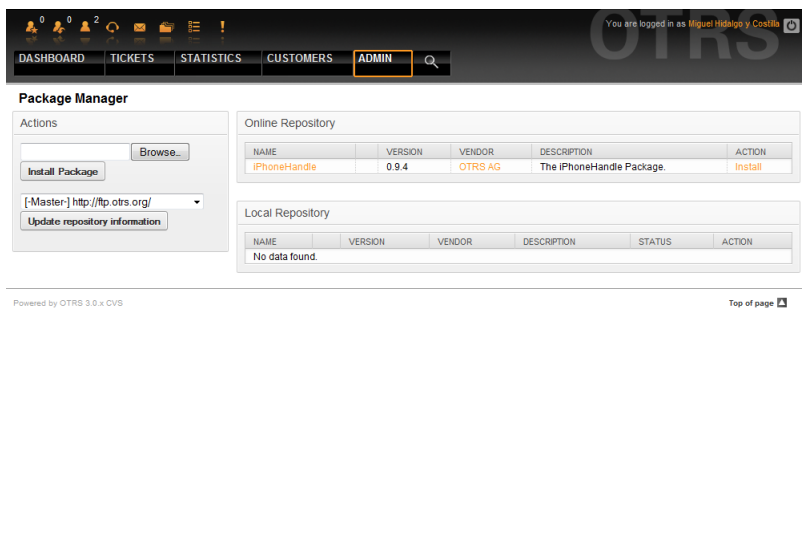 0 0 2 !
OTRS
You are logged in as Miguel Hidalgo y Costilla
DASHBOARD TICKETS STATISTICS CUSTOMERS ADMIN
Package Manager
Actions
Browse..
Install Package
[-Master-] http://ftp.otrs.org/
Update repository information
Online Repository
NAME VERSION VENDOR DESCRIPTION ACTION
iPhoneHandle 0.9.4 OTRS AG The iPhoneHandle Package. Install
Local Repository
NAME VERSION VENDOR DESCRIPTION STATUS ACTION
No data found.
Powered by OTRS 3.0.x CVS
Top of page